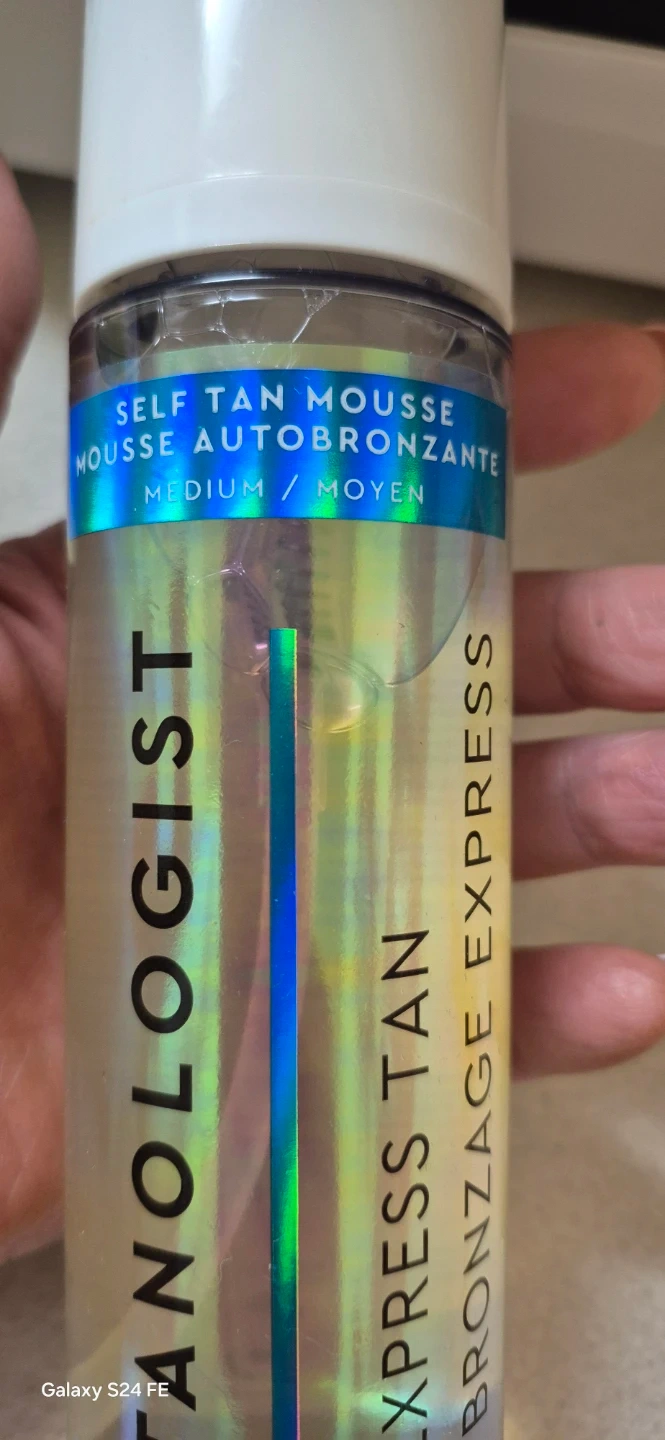 SELF TAN MOUSSE
MOUSSE AUTOBRONZANTE
MEDIUM / MOYEN
TANOLOGIST
XPRESS TAN
BRONZAGE EXPRESS
Galaxy S24 FE